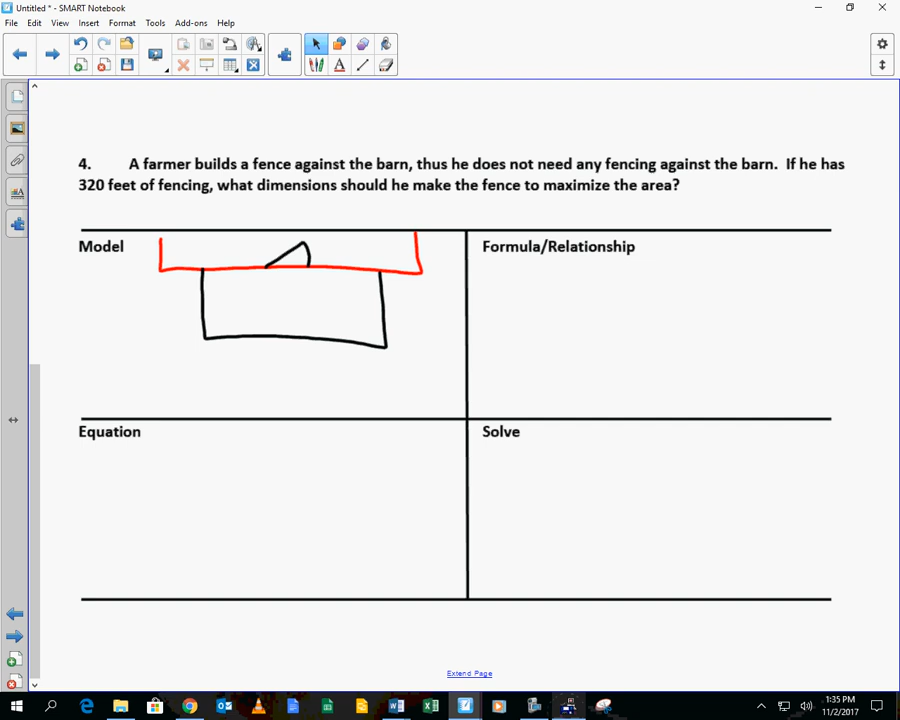 Untitled * - SMART Notebook
File Edit View Insert Format Tools Add-ons Help
4. A farmer builds a fence against the barn, thus he does not need any fencing against the barn. If he has
320 feet of fencing, what dimensions should he make the fence to maximize the area?
Model
Formula/Relationship
Equation
Solve
Extend Page
1:35 PM
11/2/2017